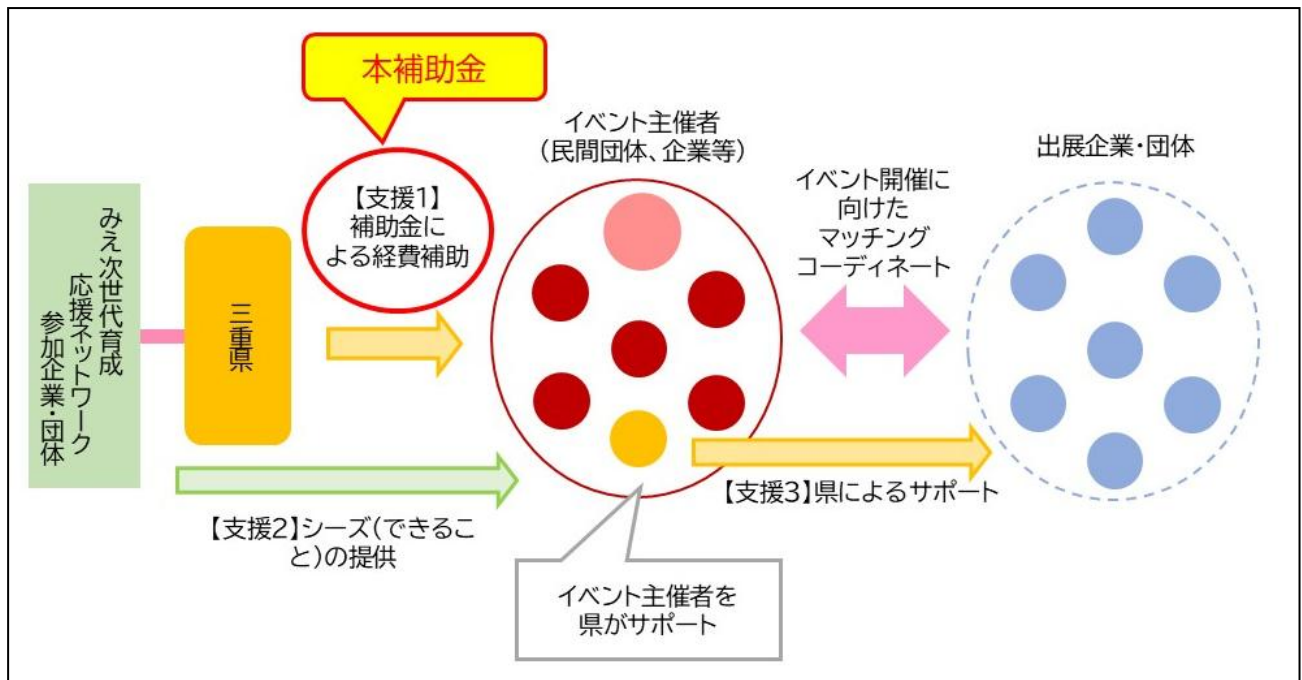 本補助金
【支援1】
補助金に
よる経費補助
イベント主催者
(民間団体、企業等)
イベント開催に
向けた
マッチング
コーディネート
出展企業・団体
みえ次世代育成
応援ネットワーク
参加企業・団体
三重県
【支援2】シーズ(できるこ
と)の提供
【支援3】県によるサポート
イベント主催者を
県がサポート